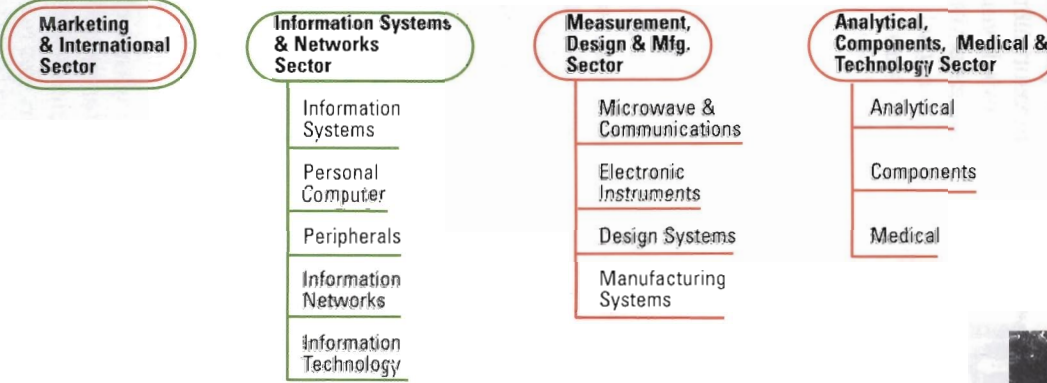 Marketing
& International
Sector
Information Systems
& Networks
Sector
Information
Systems
Personal
Computer
Peripherals
Information
Networks
Information
Technology
Measurement,
Design & Mfg.
Sector
Microwave &
Communications
Electronic
Instruments
Design Systems
Manufacturing
Systems
Analytical,
Components, Medical &
Technology Sector
Analytical
Components
Medical